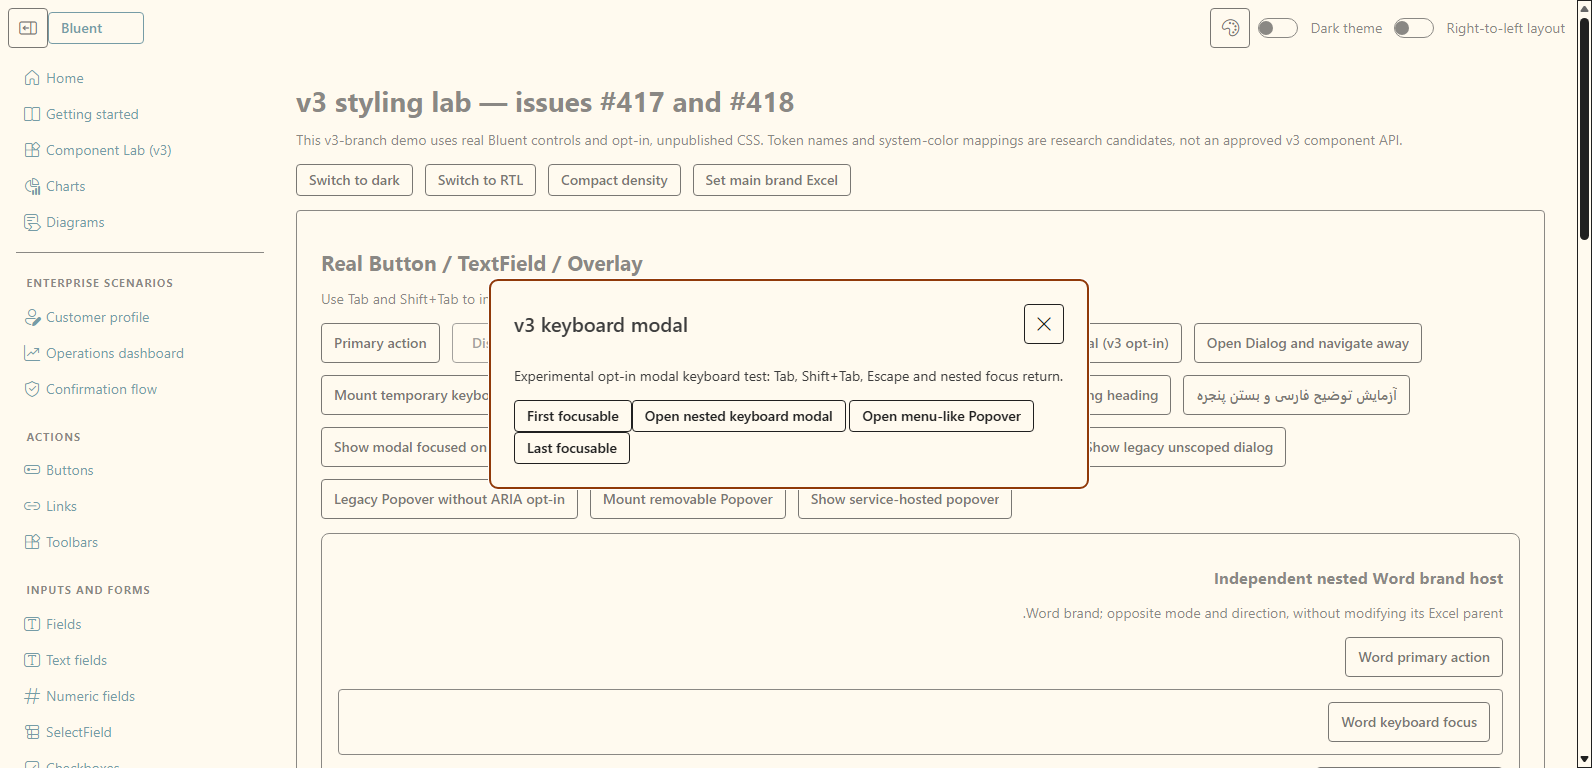 Bluent
Dark theme
Right-to-left layout
Home
Getting started
Component Lab (v3)
Charts
Diagrams
ENTERPRISE SCENARIOS
Customer profile
Operations dashboard
Confirmation flow
ACTIONS
Buttons
Links
Toolbars
INPUTS AND FORMS
Fields
Text fields
Numeric fields
SelectField
Checkboxes
v3 styling lab — issues #417 and #418
This v3-branch demo uses real Bluent controls and opt-in, unpublished CSS. Token names and system-color mappings are research candidates, not an approved v3 component API.
Switch to dark
Switch to RTL
Compact density
Set main brand Excel
Real Button / TextField / Overlay
Use Tab and Shift+Tab to
Primary action
(v3 opt-in)
Open Dialog and navigate away
Mount temporary
heading
آزمایش توضیح فارسی و بستن پنجره
Show modal focused on
Show legacy unscoped dialog
Legacy Popover without ARIA opt-in
Mount removable Popover
Show service-hosted popover
v3 keyboard modal
Experimental opt-in modal keyboard test: Tab, Shift+Tab, Escape and nested focus return.
First focusable
Open nested keyboard modal
Open menu-like Popover
Last focusable
Independent nested Word brand host
.Word brand; opposite mode and direction, without modifying its Excel parent
Word primary action
Word keyboard focus